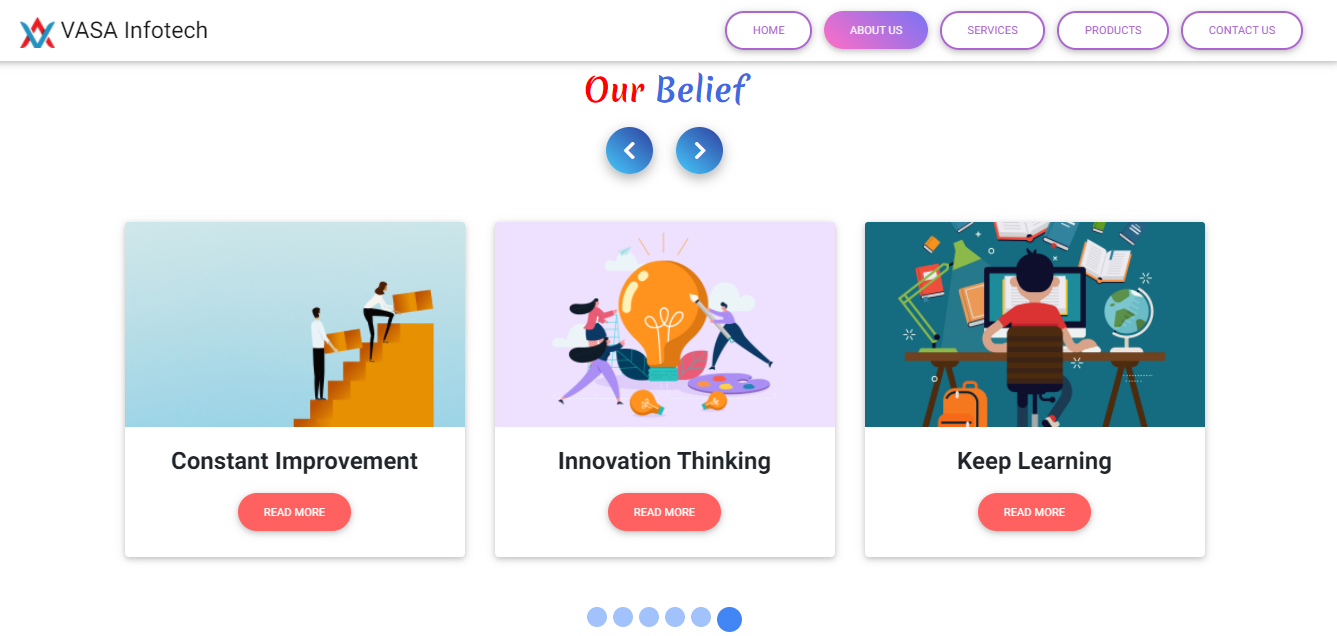 VASA Infotech
HOME
ABOUT US
SERVICES
PRODUCTS
CONTACT US
Our Belief
Constant Improvement
Innovation Thinking
Keep Learning
READ MORE
READ MORE
READ MORE